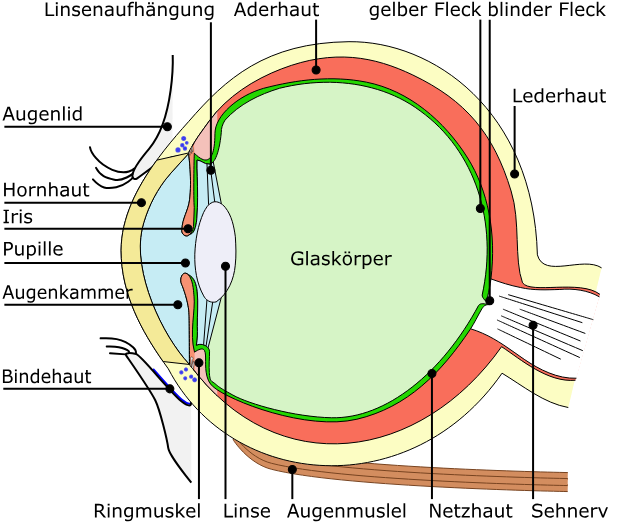 Linsenaufhängung Aderhaut gelber Fleck blinder Fleck
Lederhaut
Augenlid
Hornhaut
Iris
Pupille
Glaskörper
Augenkammer
Bindehaut
Ringmuskel Linse Augenmuslel Netzhaut Sehnerv